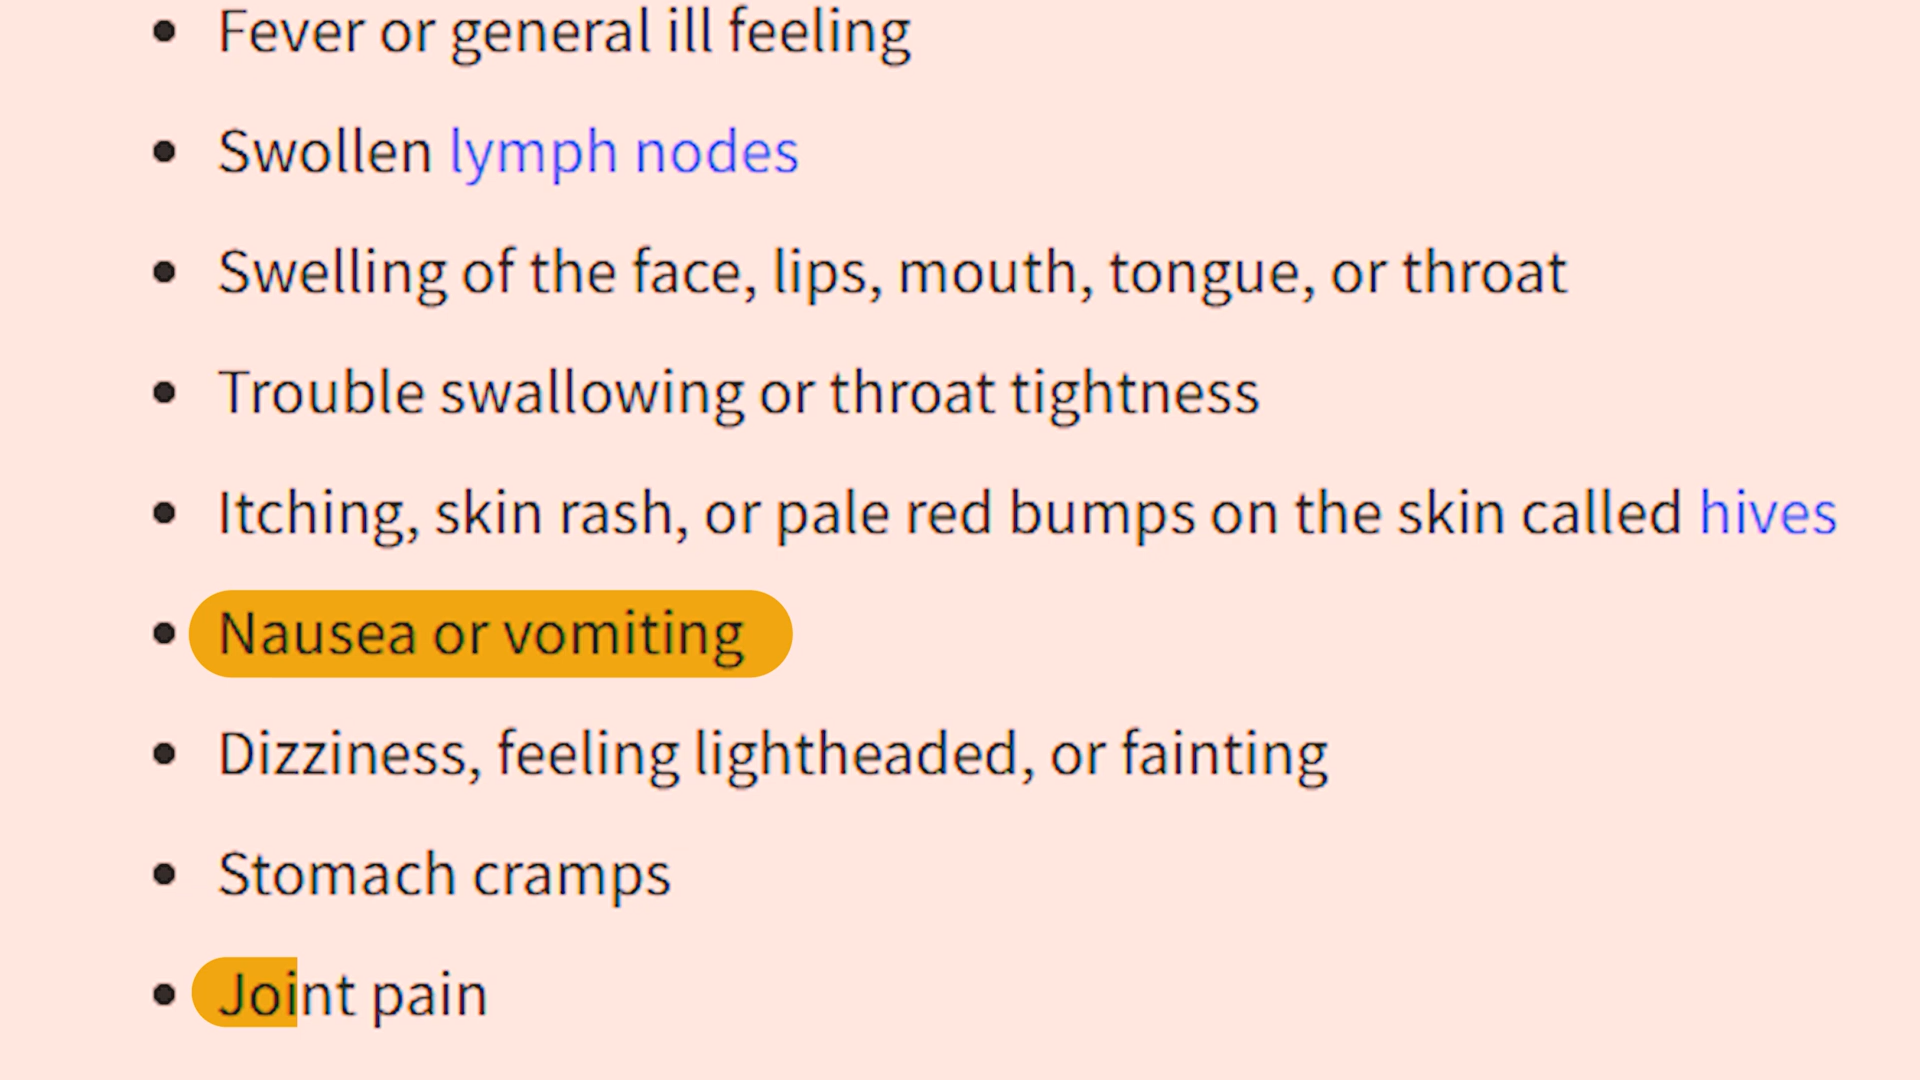 • Fever or general ill feeling
• Swollen lymph nodes
• Swelling of the face, lips, mouth, tongue, or throat
• Trouble swallowing or throat tightness
• Itching, skin rash, or pale red bumps on the skin called hives
• Nausea or vomiting
• Dizziness, feeling lightheaded, or fainting
• Stomach cramps
• Joint pain